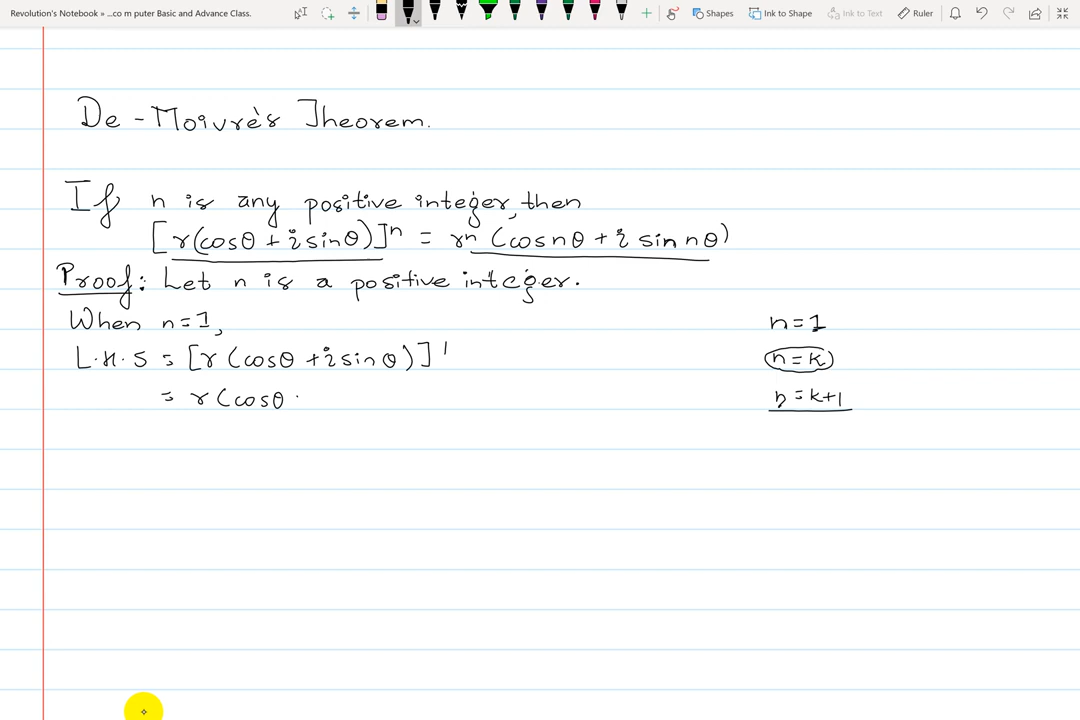 Revolution's Notebook » ...co m puter Basic and Advance Class.
Shapes
Ink to Shape
Ink to Text
Ruler
De-Moivre's Theorem.
If n is any positive integer, then
[r(cosθ + i sinθ)]ⁿ = rⁿ (cosnθ + i sin nθ)
Proof: Let n is a positive integer.
When n=1,
L.H.S = [r (cosθ + i sinθ)]¹
= r (cosθ
n=1
n=k
n=k+1